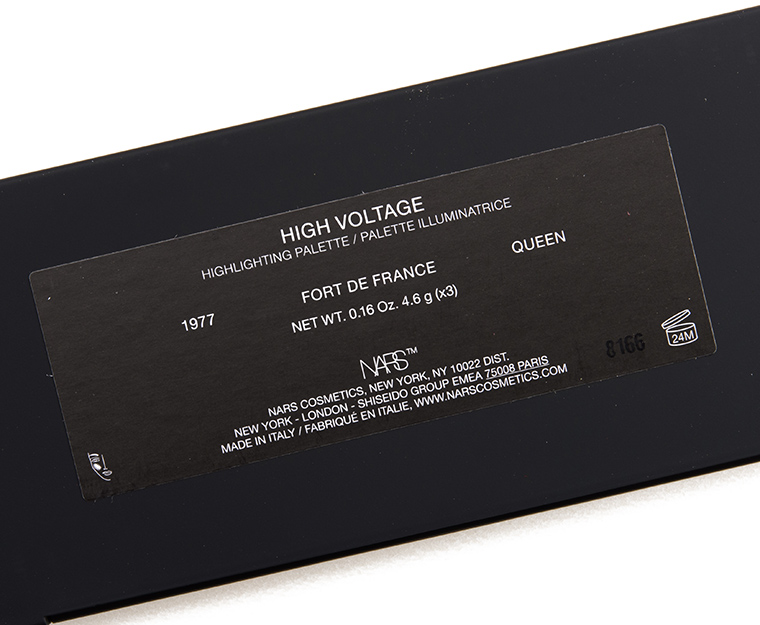 HIGH VOLTAGE
HIGHLIGHTING PALETTE / PALETTE ILLUMINATRICE
1977
FORT DE FRANCE
QUEEN
NET WT. 0.16 Oz. 4.6 g (x3)
NARS™
NARS COSMETICS, NEW YORK, NY 10022 DIST.
NEW YORK - LONDON - SHISEIDO GROUP EMEA 75008 PARIS
MADE IN ITALY / FABRIQUÉ EN ITALIE, WWW.NARSCOSMETICS.COM
8166
24M